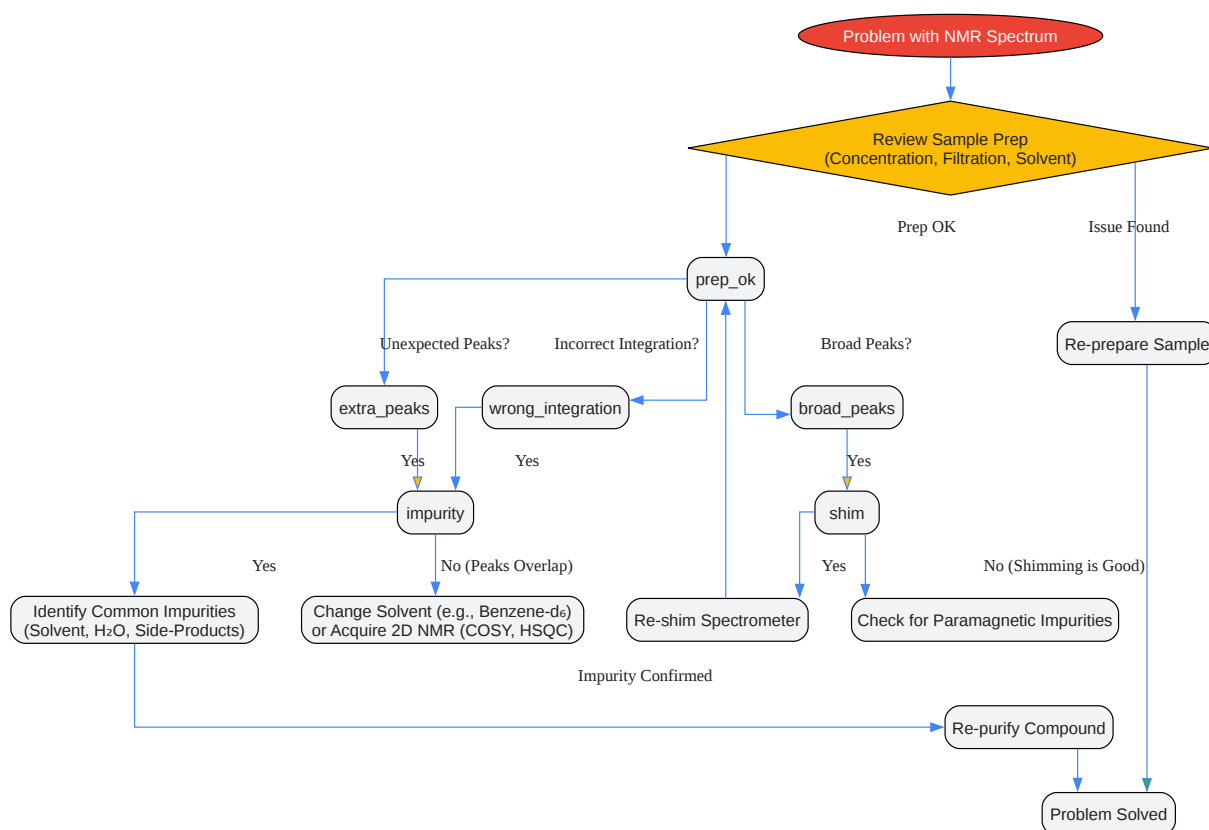 Problem with NMR Spectrum
Review Sample Prep
(Concentration, Filtration, Solvent)
Prep OK
Issue Found
prep_ok
Unexpected Peaks?
Incorrect Integration?
Broad Peaks?
Re-prepare Sample
extra_peaks
wrong_integration
broad_peaks
Yes
Yes
Yes
impurity
shim
Yes
No (Peaks Overlap)
Yes
No (Shimming is Good)
Identify Common Impurities
(Solvent, H₂O, Side-Products)
Change Solvent (e.g., Benzene-d₆)
or Acquire 2D NMR (COSY, HSQC)
Re-shim Spectrometer
Check for Paramagnetic Impurities
Impurity Confirmed
Re-purify Compound
Problem Solved